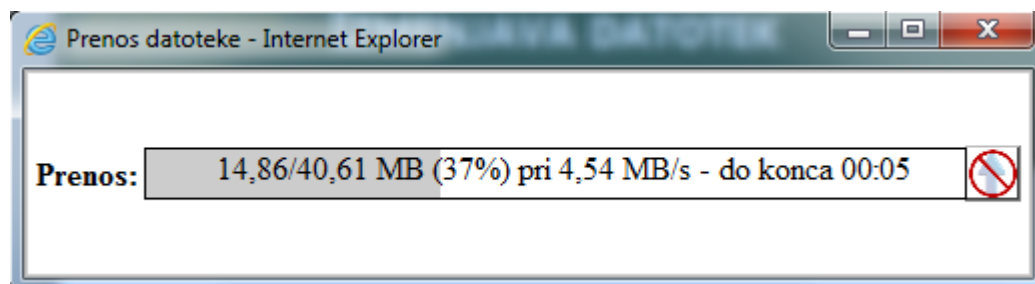 Prenos datoteke - Internet Explorer
Prenos: 14,86/40,61 MB (37%) pri 4,54 MB/s - do konca 00:05